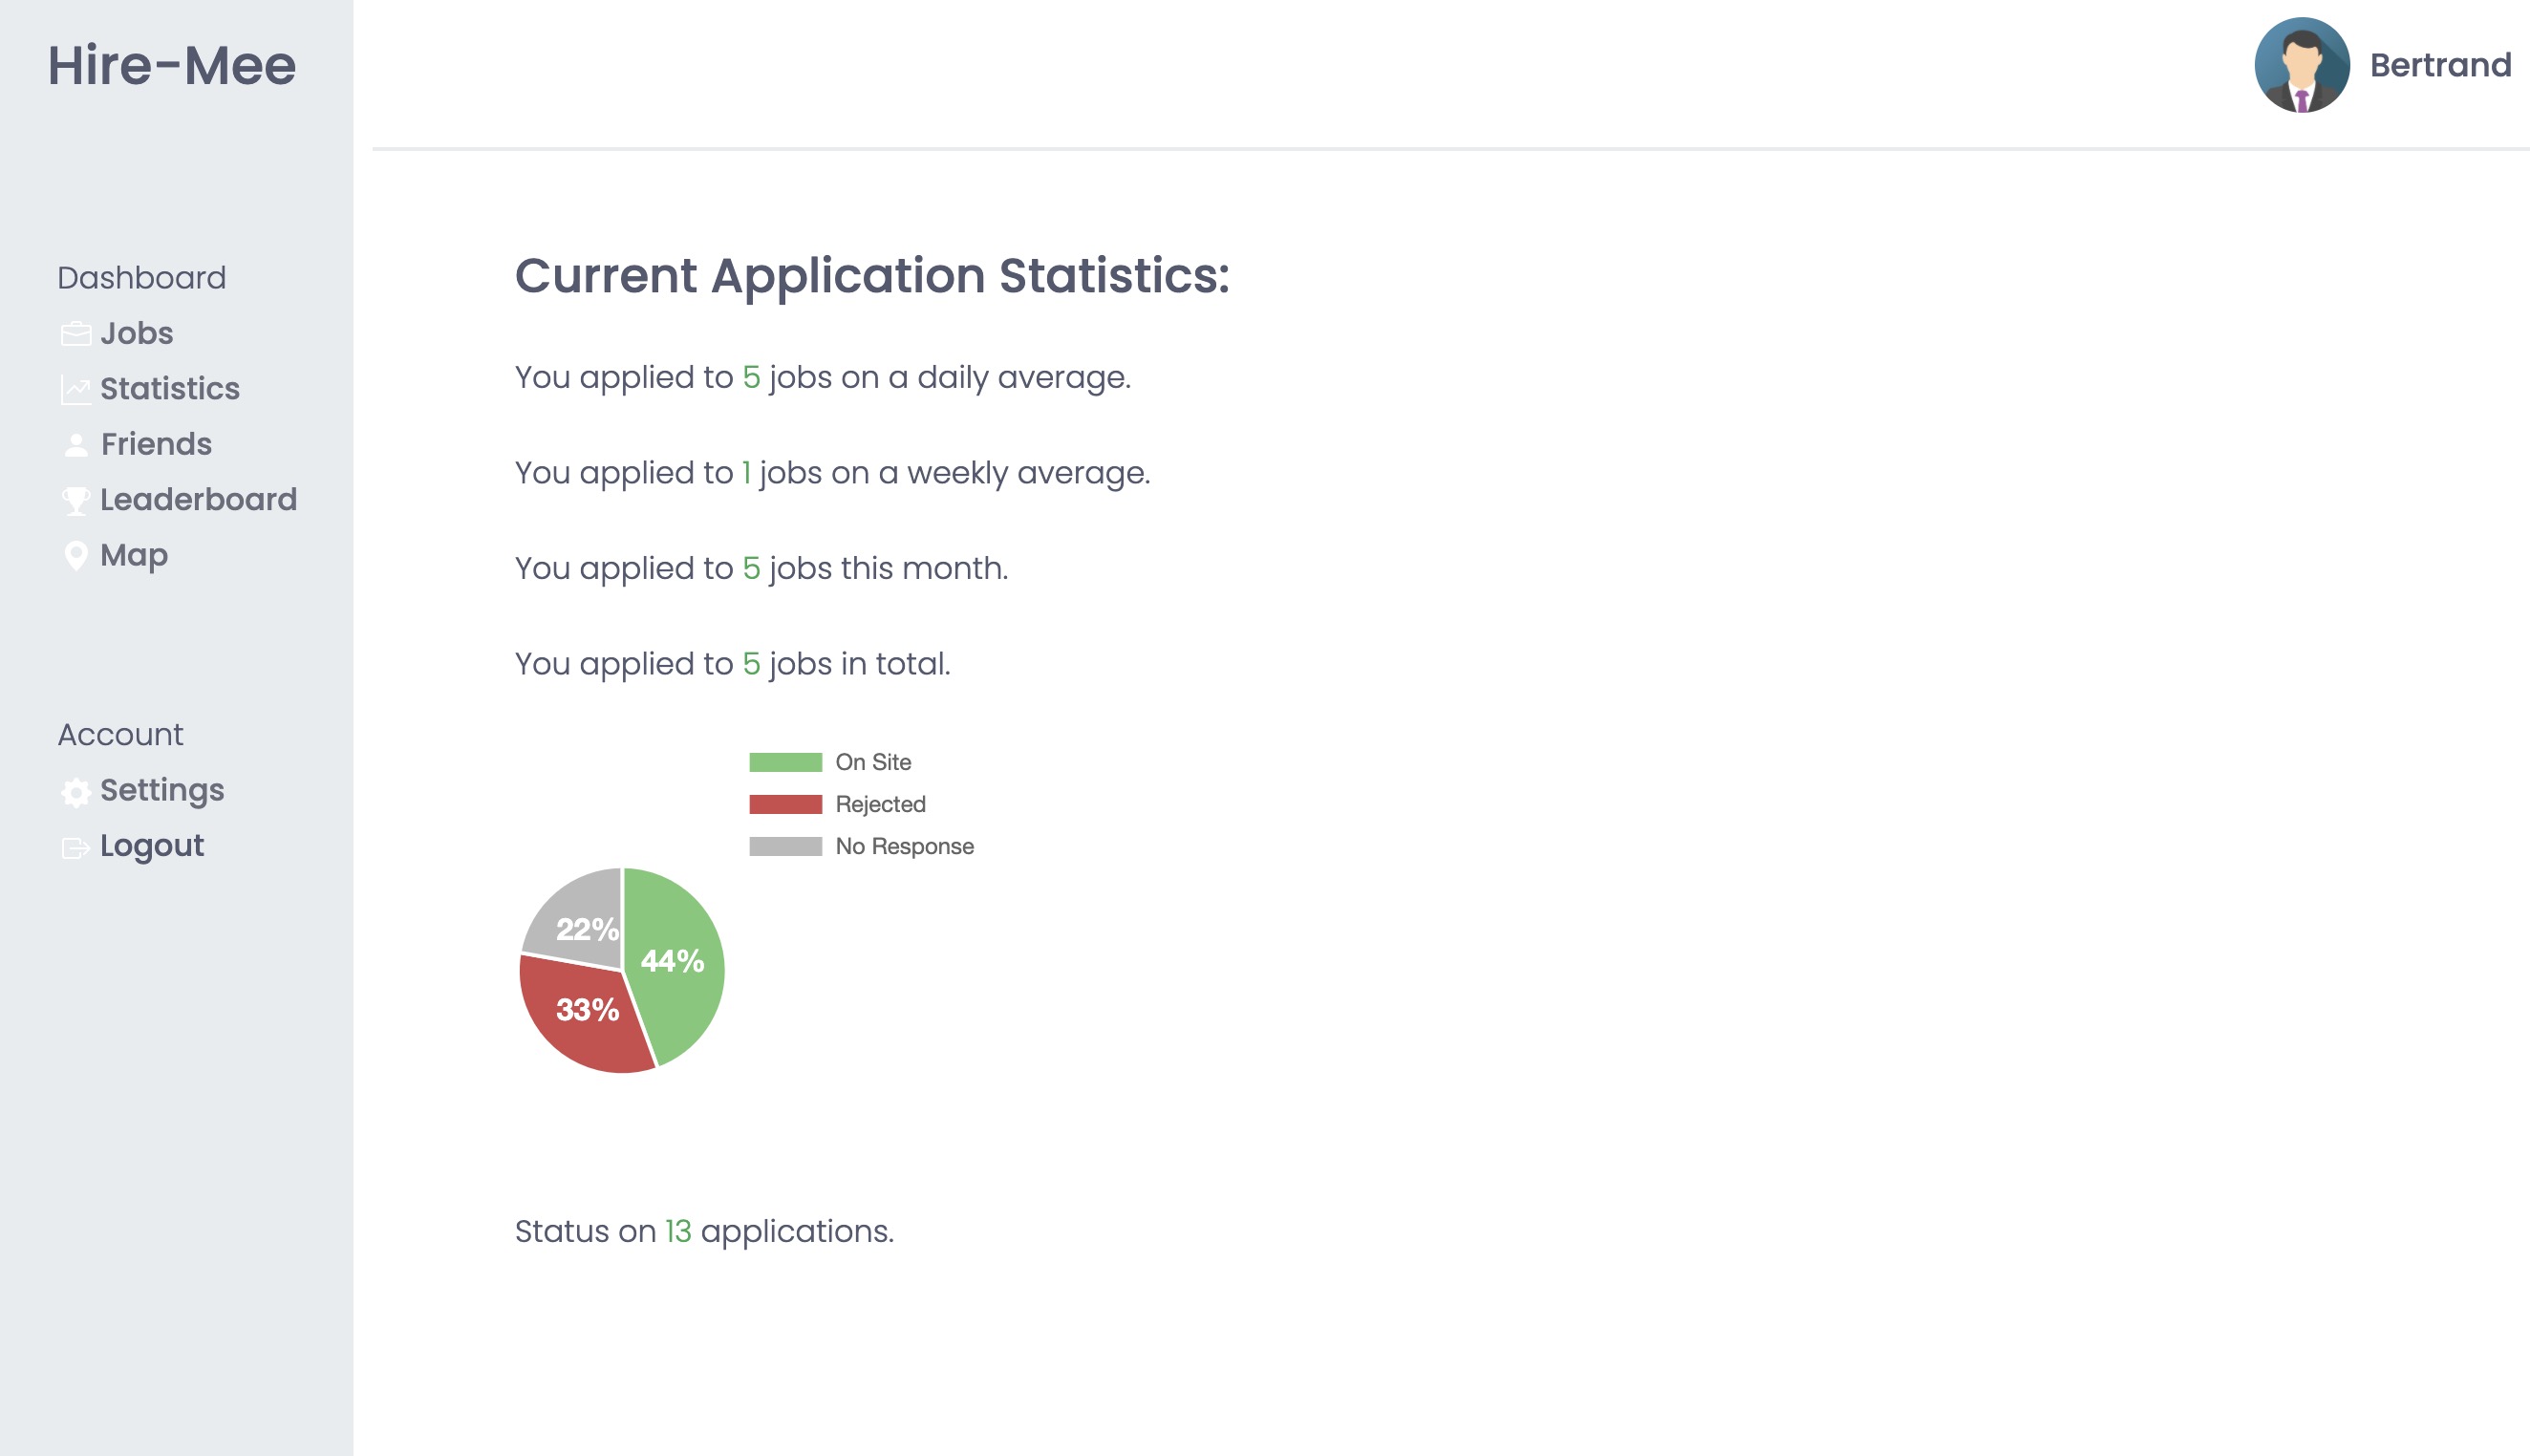 Hire-Mee
Bertrand
Dashboard
Jobs
Statistics
Friends
Leaderboard
Map
Account
Settings
Logout
Current Application Statistics:
You applied to 5 jobs on a daily average.
You applied to 1 jobs on a weekly average.
You applied to 5 jobs this month.
You applied to 5 jobs in total.
On Site
Rejected
No Response
22%
44%
33%
Status on 13 applications.